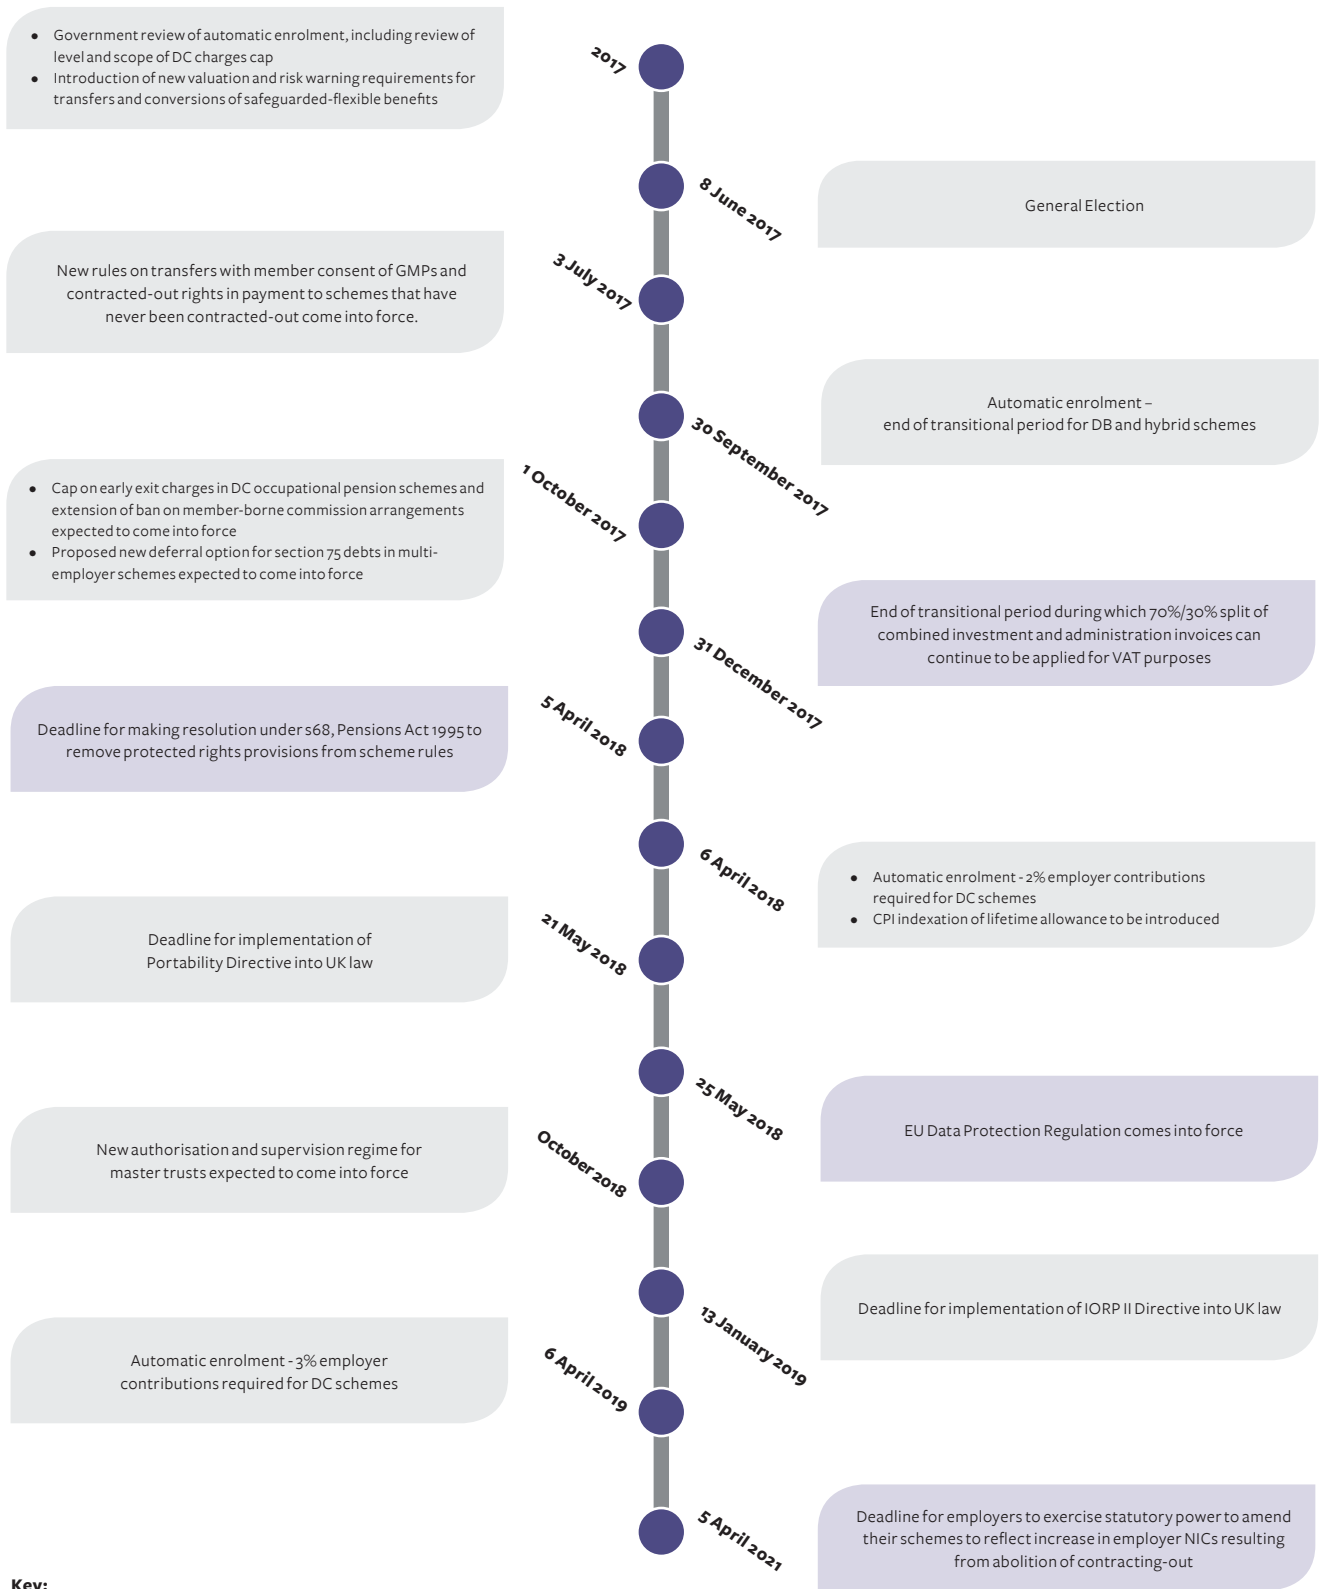 ● Government review of automatic enrolment, including review of
level and scope of DC charges cap
● Introduction of new valuation and risk warning requirements for
transfers and conversions of safeguarded-flexible benefits
2017
8 June 2017
General Election
3 July 2017
New rules on transfers with member consent of GMPs and
contracted-out rights in payment to schemes that have
never been contracted-out come into force.
30 September 2017
Automatic enrolment –
end of transitional period for DB and hybrid schemes
1 October 2017
● Cap on early exit charges in DC occupational pension schemes and
extension of ban on member-borne commission arrangements
expected to come into force
● Proposed new deferral option for section 75 debts in multi-
employer schemes expected to come into force
31 December 2017
End of transitional period during which 70%/30% split of
combined investment and administration invoices can
continue to be applied for VAT purposes
5 April 2018
Deadline for making resolution under s68, Pensions Act 1995 to
remove protected rights provisions from scheme rules
6 April 2018
● Automatic enrolment - 2% employer contributions
required for DC schemes
● CPI indexation of lifetime allowance to be introduced
21 May 2018
Deadline for implementation of
Portability Directive into UK law
25 May 2018
EU Data Protection Regulation comes into force
October 2018
New authorisation and supervision regime for
master trusts expected to come into force
13 January 2019
Deadline for implementation of IORP II Directive into UK law
6 April 2019
Automatic enrolment - 3% employer
contributions required for DC schemes
5 April 2021
Deadline for employers to exercise statutory power to amend
their schemes to reflect increase in employer NICs resulting
from abolition of contracting-out
Key: